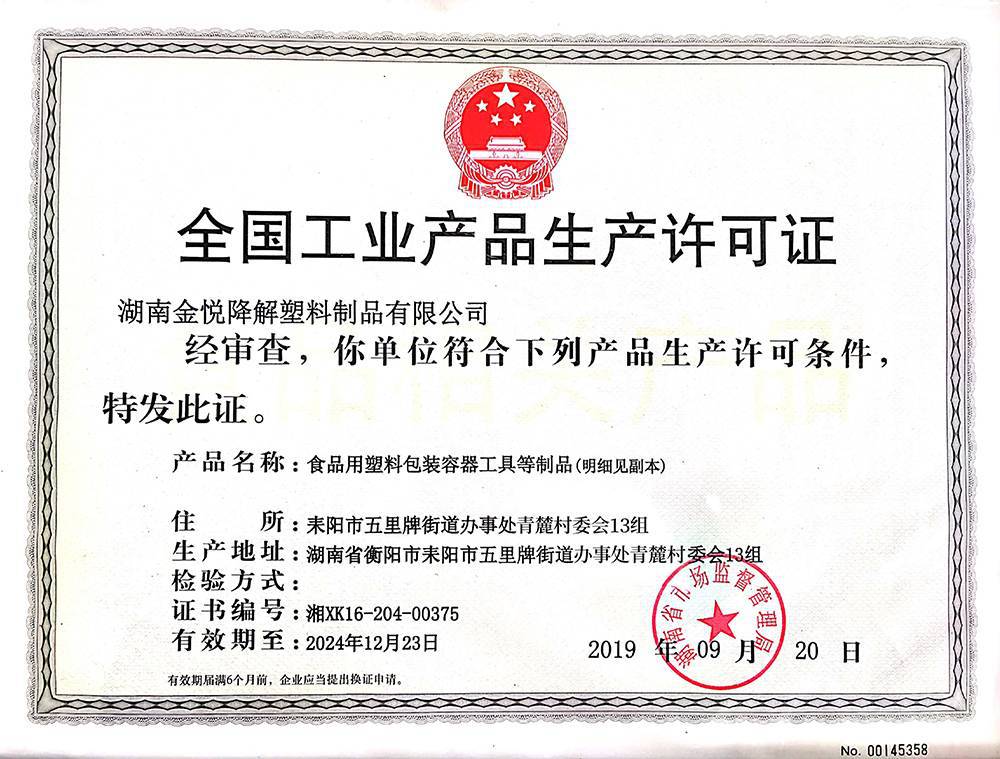 全国工业产品生产许可证
湖南金悦降解塑料制品有限公司
经审查，你单位符合下列产品生产许可条件，
特发此证。
产品名称：食品用塑料包装容器工具等制品(明细见副本)
住所：耒阳市五里牌街道办事处青麓村委会13组
生产地址：湖南省衡阳市耒阳市五里牌街道办事处青麓村委会13组
检验方式：
证书编号：湘XK16-204-00375
有效期至：2024年12月23日
湖南省市场监督管理局
2019 年 09 月 20 日
有效期届满6个月前，企业应当提出换证申请。
No. 00145358